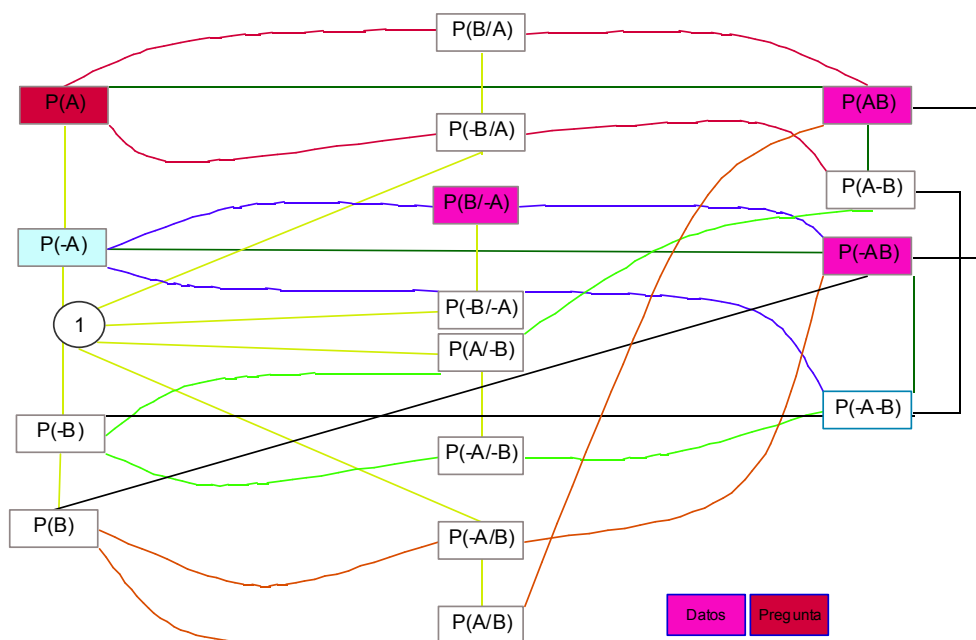 P(B/A)
P(A)
P(AB)
P(-B/A)
P(A-B)
P(B/-A)
P(-A)
P(-AB)
P(-B/-A)
1
P(A/-B)
P(-A-B)
P(-B)
P(-A/-B)
P(B)
P(-A/B)
P(A/B)
Datos
Pregunta